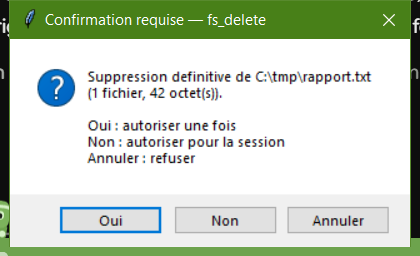 Confirmation requise — fs_delete
Suppression definitive de C:\tmp\rapport.txt
(1 fichier, 42 octet(s)).
Oui : autoriser une fois
Non : autoriser pour la session
Annuler : refuser
Oui
Non
Annuler